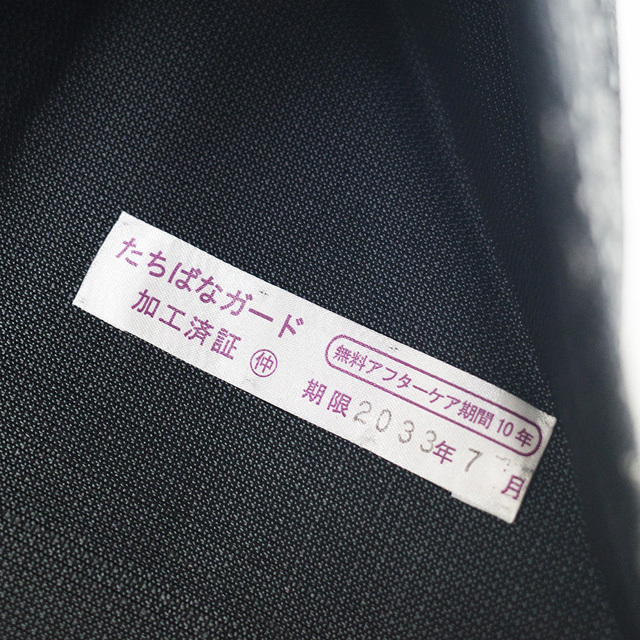 たちばなガード
加工済証 ㊥仲
無料アフターケア期間10年
期限2033年7月